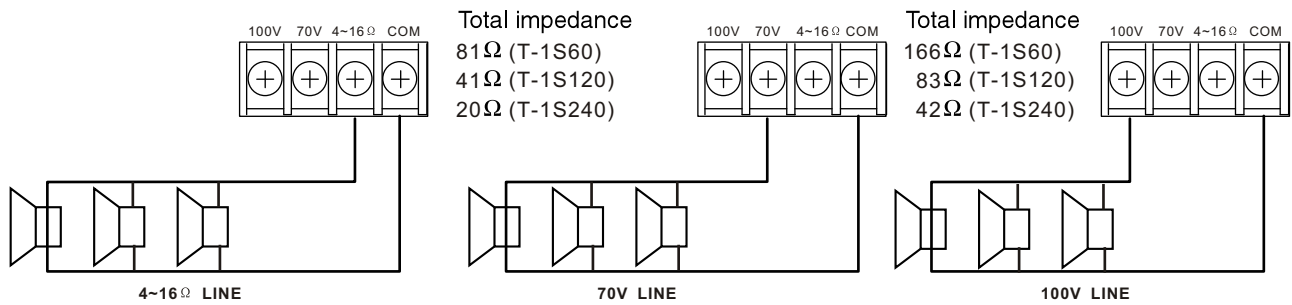 100V 70V 4~16Ω COM
4~16Ω LINE
Total impedance
81Ω (T-1S60)
41Ω (T-1S120)
20Ω (T-1S240)
100V 70V 4~16Ω COM
70V LINE
Total impedance
166Ω (T-1S60)
83Ω (T-1S120)
42Ω (T-1S240)
100V 70V 4~16Ω COM
100V LINE